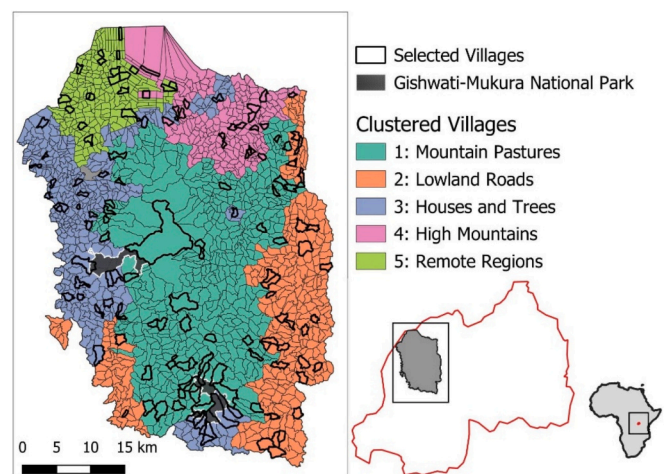 Selected Villages
Gishwati-Mukura National Park
Clustered Villages
1: Mountain Pastures
2: Lowland Roads
3: Houses and Trees
4: High Mountains
5: Remote Regions
0 5 10 15 km